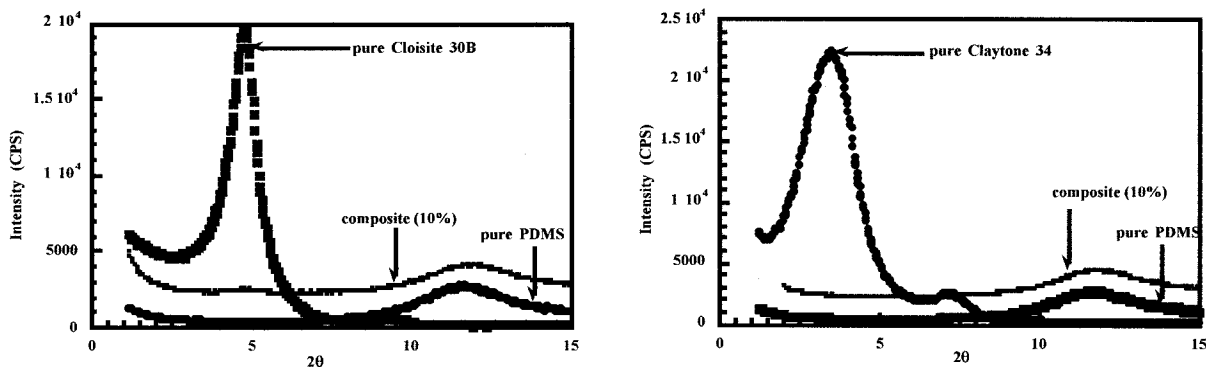 2 10⁴
1.5 10⁴
1 10⁴
5000
0
Intensity (CPS)
pure Cloisite 30B
composite (10%)
pure PDMS
0
5
10
15
2θ
2.5 10⁴
2 10⁴
1.5 10⁴
1 10⁴
5000
0
Intensity (CPS)
pure Claytone 34
composite (10%)
pure PDMS
0
5
10
15
2θ